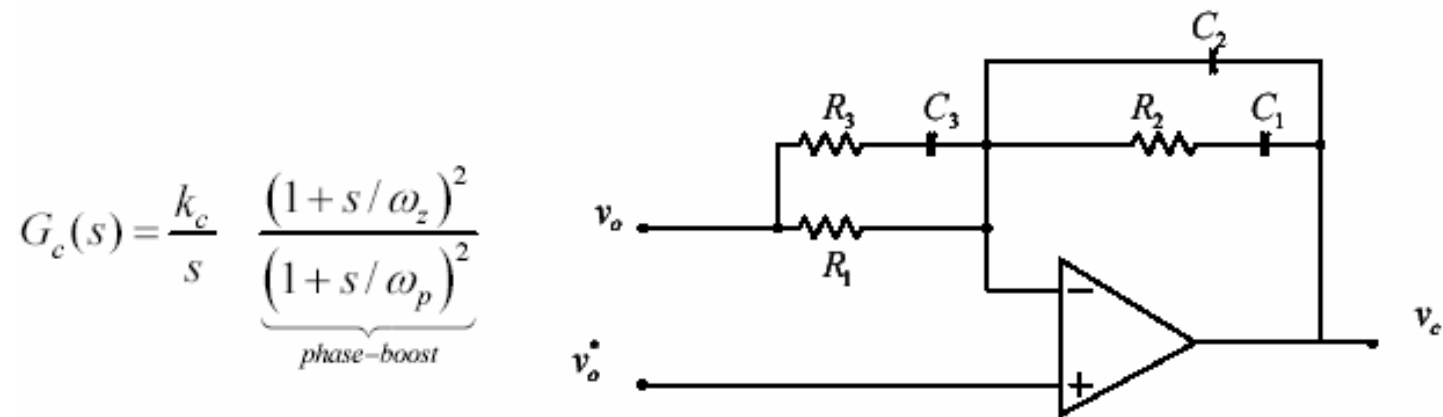 G_c(s) = k_c / s (1 + s / ω_z)^2 / (1 + s / ω_p)^2
phase-boost
C_2
R_3 C_3 R_2 C_1
v_o
R_1
−
v_c
v_o^*
+